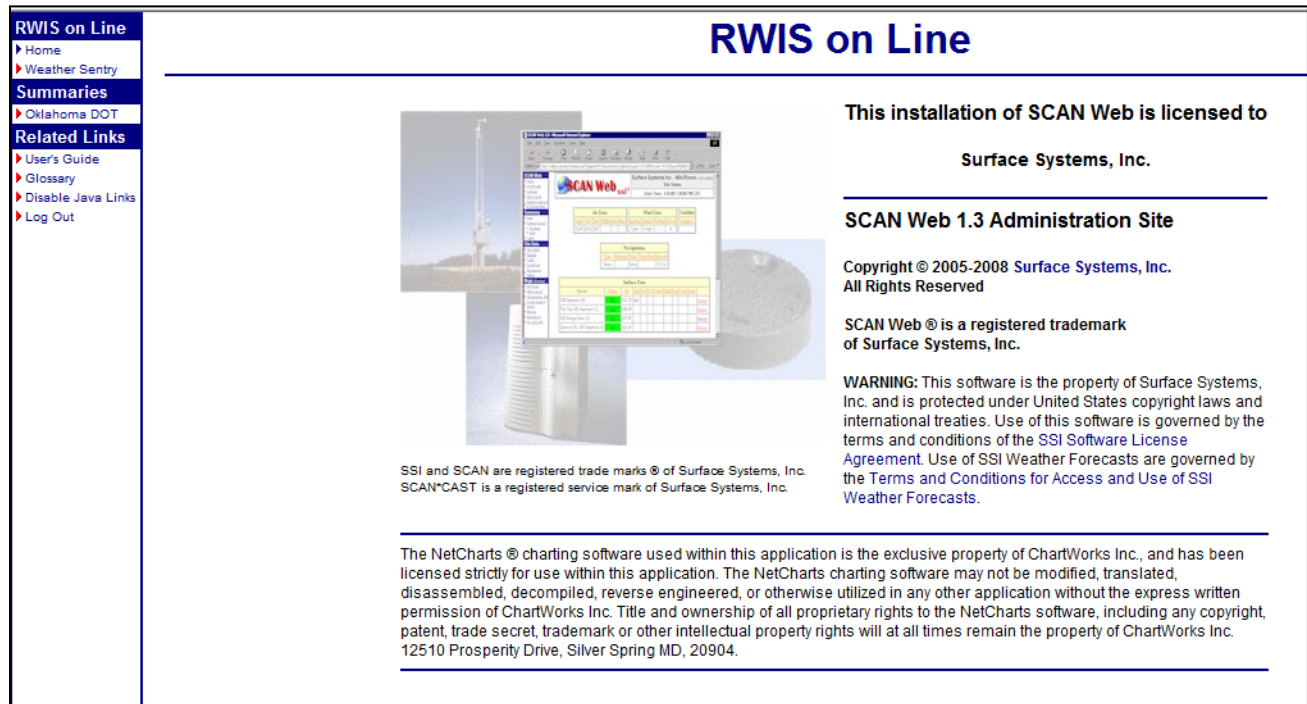 RWIS on Line
Home
Weather Sentry
Summaries
Oklahoma DOT
Related Links
User's Guide
Glossary
Disable Java Links
Log Out
RWIS on Line
SCAN Web
Air Data
Wind Data
Visibility
Precipitation
Surface Data
SSI and SCAN are registered trade marks ® of Surface Systems, Inc.
SCAN*CAST is a registered service mark of Surface Systems, Inc.
This installation of SCAN Web is licensed to
Surface Systems, Inc.
SCAN Web 1.3 Administration Site
Copyright © 2005-2008 Surface Systems, Inc.
All Rights Reserved
SCAN Web ® is a registered trademark
of Surface Systems, Inc.
WARNING: This software is the property of Surface Systems,
Inc. and is protected under United States copyright laws and
international treaties. Use of this software is governed by the
terms and conditions of the SSI Software License
Agreement. Use of SSI Weather Forecasts are governed by
the Terms and Conditions for Access and Use of SSI
Weather Forecasts.
The NetCharts ® charting software used within this application is the exclusive property of ChartWorks Inc., and has been
licensed strictly for use within this application. The NetCharts charting software may not be modified, translated,
disassembled, decompiled, reverse engineered, or otherwise utilized in any other application without the express written
permission of ChartWorks Inc. Title and ownership of all proprietary rights to the NetCharts software, including any copyright,
patent, trade secret, trademark or other intellectual property rights will at all times remain the property of ChartWorks Inc.
12510 Prosperity Drive, Silver Spring MD, 20904.